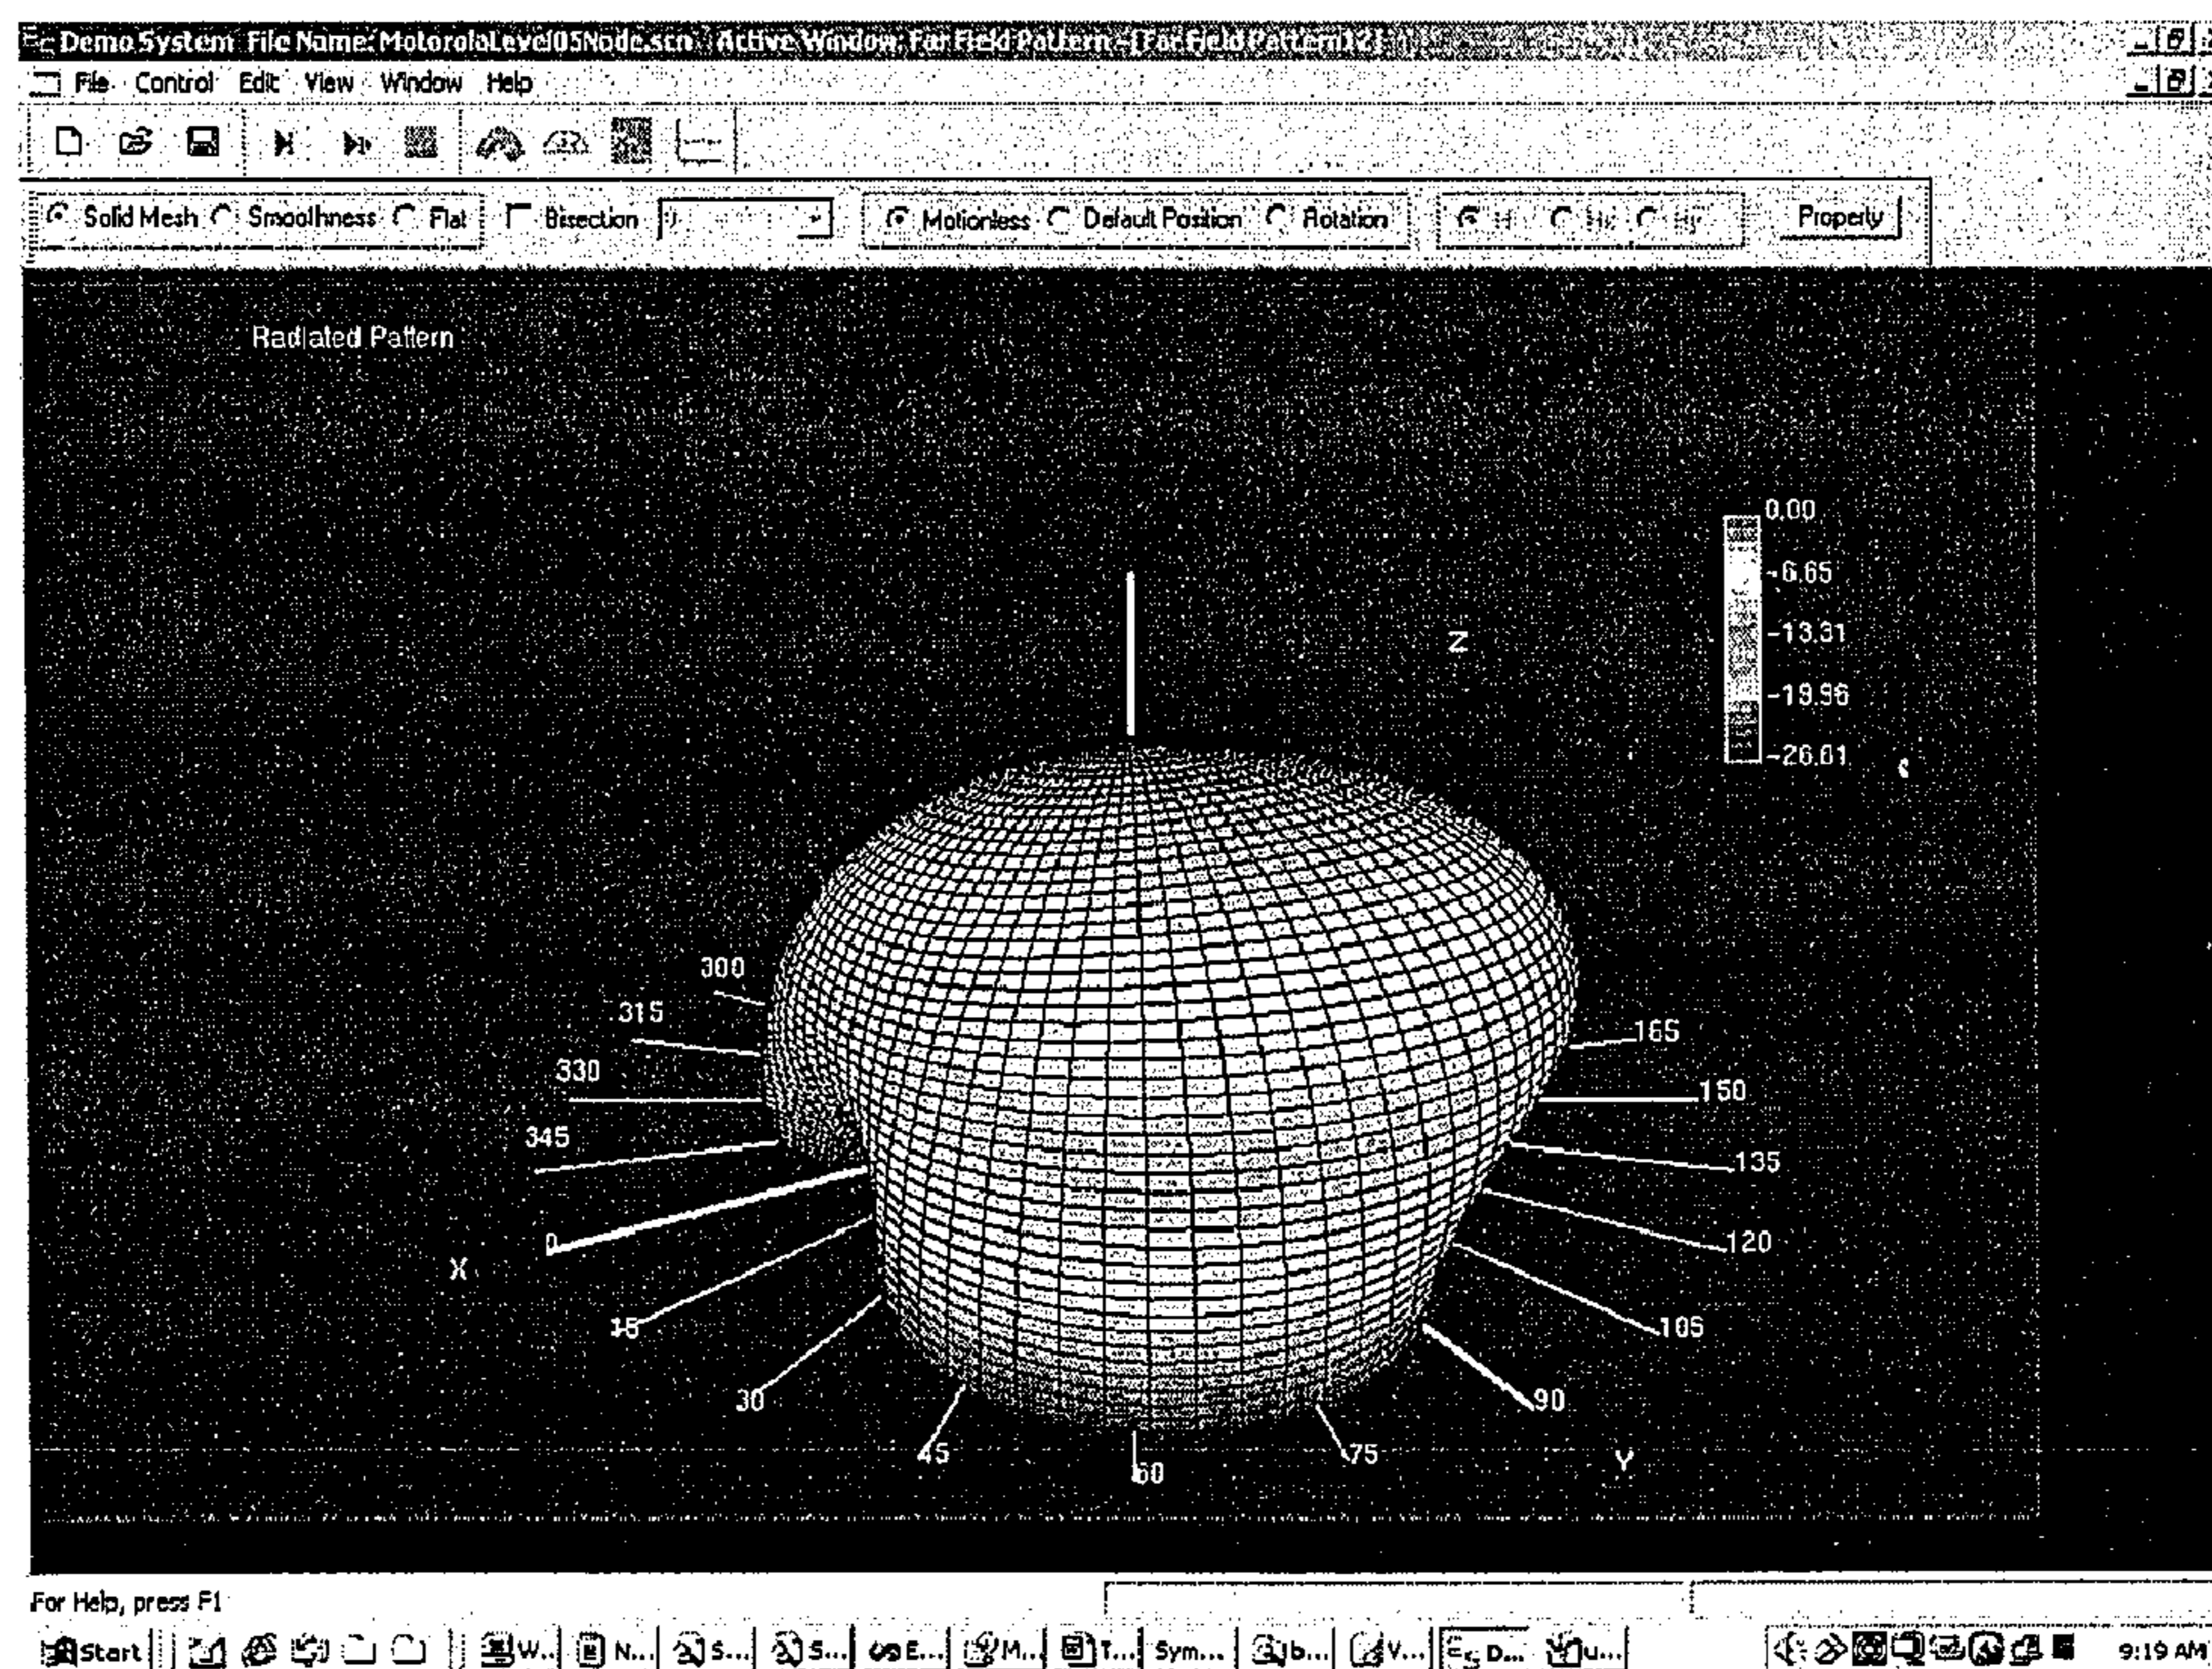 Demo System File Name: MotorolaLevel05Node.scn Active Window: Far Field Pattern - [Far Field Pattern12]
File Control Edit View Window Help
Solid Mesh Smoothness Flat Bisection Motionless Default Position Rotation H Property
Radiated Pattern
0.00
-6.65
Z
-13.31
-19.96
-26.61
300
315
165
330
150
345
135
0
120
X
15
105
30
90
45
75
Y
60
For Help, press F1
Start W... N... S... S... E... M... T... Sym... b... V... D... u... 9:19 AM